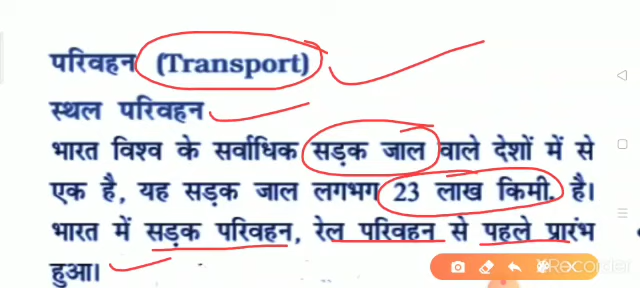 परिवहन (Transport)
स्थल परिवहन
भारत विश्व के सर्वाधिक सड़क जाल वाले देशों में से
एक है, यह सड़क जाल लगभग 23 लाख किमी. है।
भारत में सड़क परिवहन, रेल परिवहन से पहले प्रारंभ
हुआ।